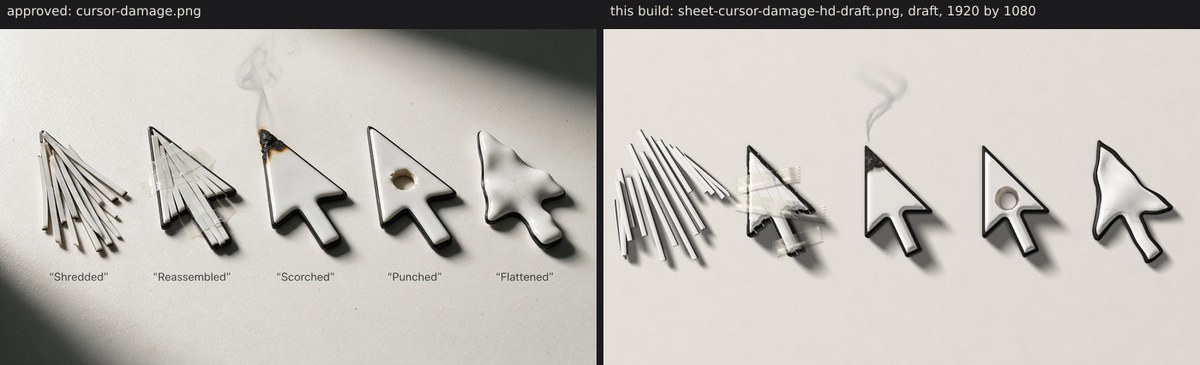 approved: cursor-damage.png
this build: sheet-cursor-damage-hd-draft.png, draft, 1920 by 1080
“Shredded” “Reassembled” “Scorched” “Punched” “Flattened”